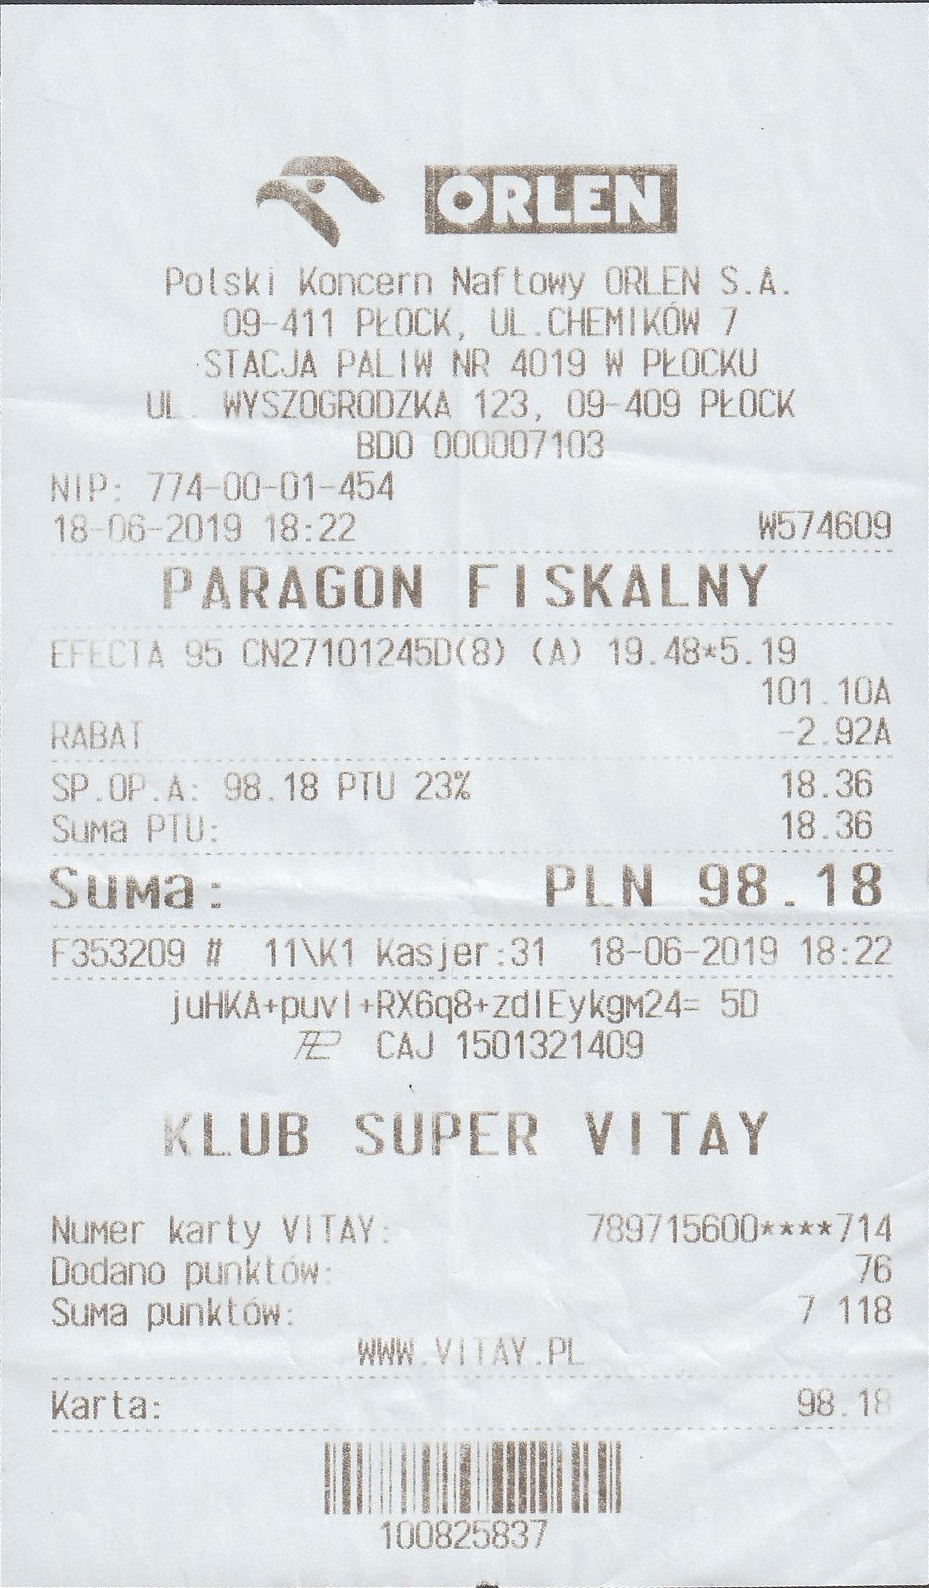 ORLEN
Polski Koncern Naftowy ORLEN S.A.
09-411 PŁOCK, UL.CHEMIKÓW 7
STACJA PALIW NR 4019 W PŁOCKU
UL. WYSZOGRODZKA 123, 09-409 PŁOCK
BDO 000007103
NIP: 774-00-01-454
18-06-2019 18:22 W574609
PARAGON FISKALNY
EFECTA 95 CN27101245D(8) (A) 19.48*5.19
101.10A
RABAT -2.92A
SP.OP.A: 98.18 PTU 23% 18.36
Suma PTU: 18.36
Suma: PLN 98.18
F353209 # 11\K1 Kasjer:31 18-06-2019 18:22
juHKA+puvI+RX6q8+zdIEykgm24= 5D
CAJ 1501321409
KLUB SUPER VITAY
Numer karty VITAY: 789715600****714
Dodano punktów: 76
Suma punktów: 7 118
WWW.VITAY.PL
Karta: 98.18
100825837